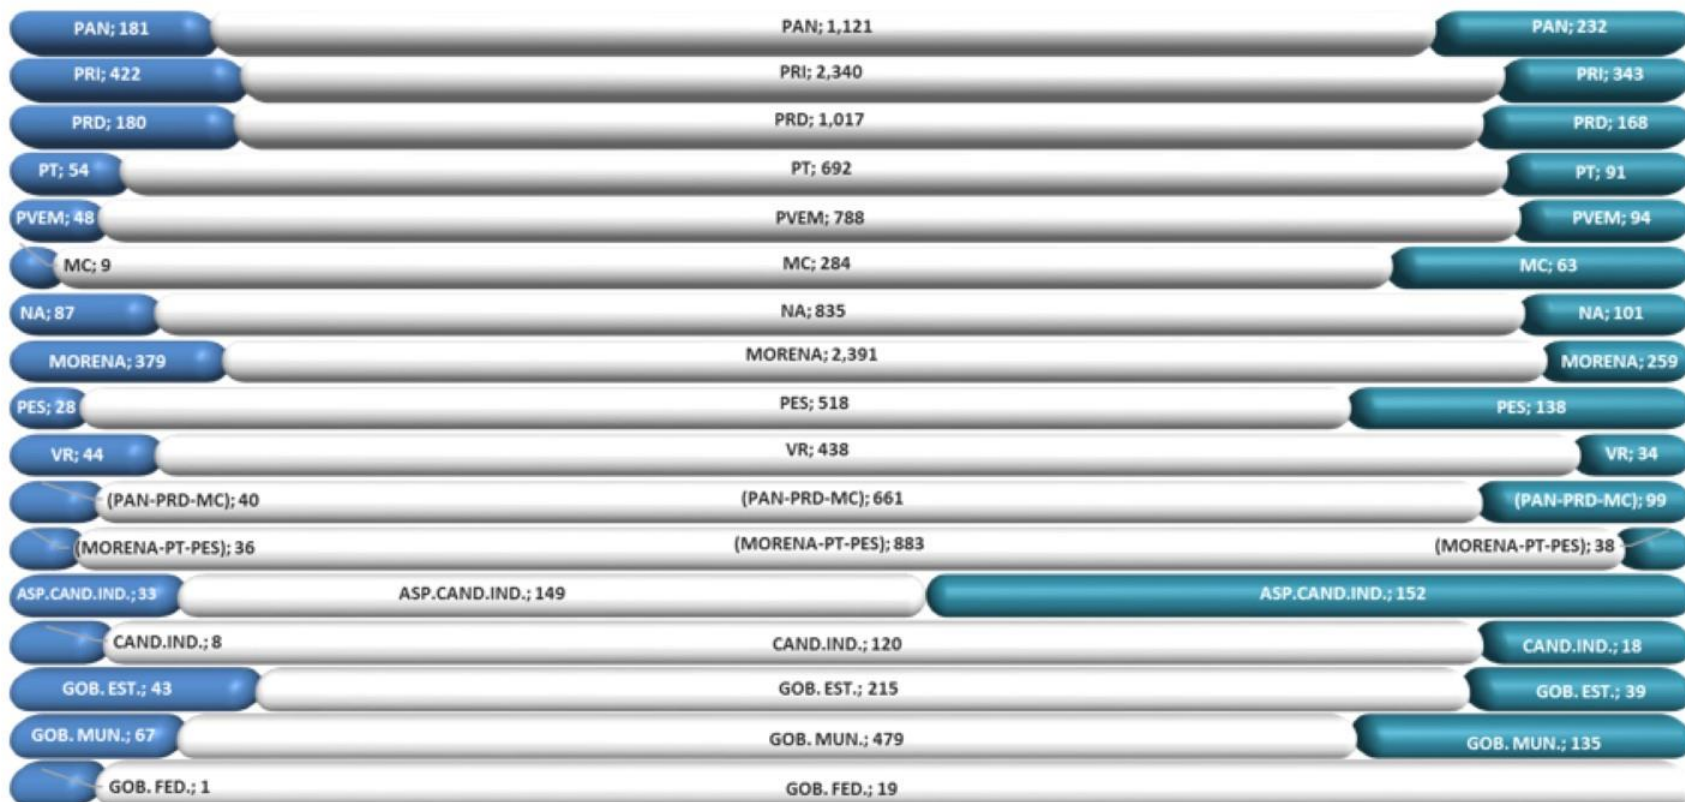 PAN; 181 PAN; 1,121 PAN; 232
PRI; 422 PRI; 2,340 PRI; 343
PRD; 180 PRD; 1,017 PRD; 168
PT; 54 PT; 692 PT; 91
PVEM; 48 PVEM; 788 PVEM; 94
MC; 9 MC; 284 MC; 63
NA; 87 NA; 835 NA; 101
MORENA; 379 MORENA; 2,391 MORENA; 259
PES; 28 PES; 518 PES; 138
VR; 44 VR; 438 VR; 34
(PAN-PRD-MC); 40 (PAN-PRD-MC); 661 (PAN-PRD-MC); 99
(MORENA-PT-PES); 36 (MORENA-PT-PES); 883 (MORENA-PT-PES); 38
ASP.CAND.IND.; 33 ASP.CAND.IND.; 149 ASP.CAND.IND.; 152
CAND.IND.; 8 CAND.IND.; 120 CAND.IND.; 18
GOB. EST.; 43 GOB. EST.; 215 GOB. EST.; 39
GOB. MUN.; 67 GOB. MUN.; 479 GOB. MUN.; 135
GOB. FED.; 1 GOB. FED.; 19